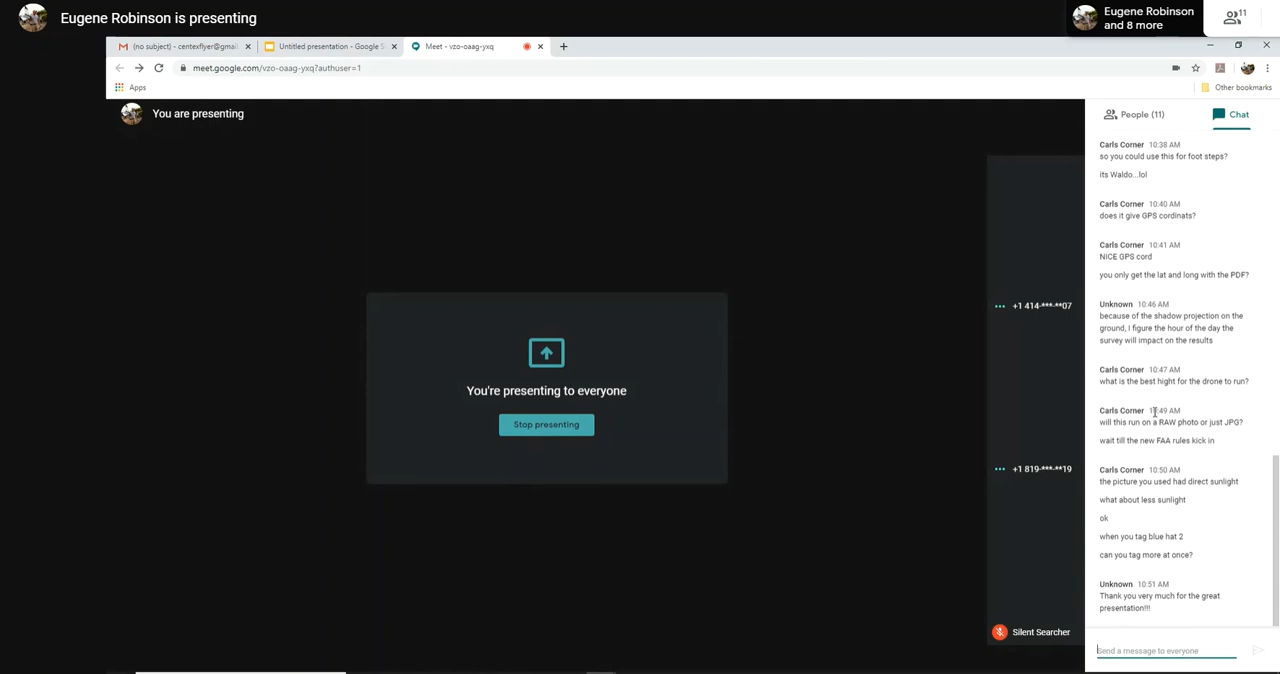 Eugene Robinson is presenting
Eugene Robinson
and 8 more
11
(no subject) - centexflyer@gmai
Untitled presentation - Google S
Meet - vzo-oaag-yxq
meet.google.com/vzo-oaag-yxq?authuser=1
Apps
Other bookmarks
You are presenting
People (11)
Chat
Carls Corner 10:38 AM
so you could use this for foot steps?
its Waldo...lol
Carls Corner 10:40 AM
does it give GPS cordinats?
Carls Corner 10:41 AM
NICE GPS cord
you only get the lat and long with the PDF?
Unknown 10:46 AM
because of the shadow projection on the
ground, I figure the hour of the day the
survey will impact on the results
Carls Corner 10:47 AM
what is the best hight for the drone to run?
Carls Corner 10:49 AM
will this run on a RAW photo or just JPG?
wait till the new FAA rules kick in
Carls Corner 10:50 AM
the picture you used had direct sunlight
what about less sunlight
ok
when you tag blue hat 2
can you tag more at once?
Unknown 10:51 AM
Thank you very much for the great
presentation!!!
Send a message to everyone
You're presenting to everyone
Stop presenting
+1 414-***-**07
+1 819-***-**19
Silent Searcher